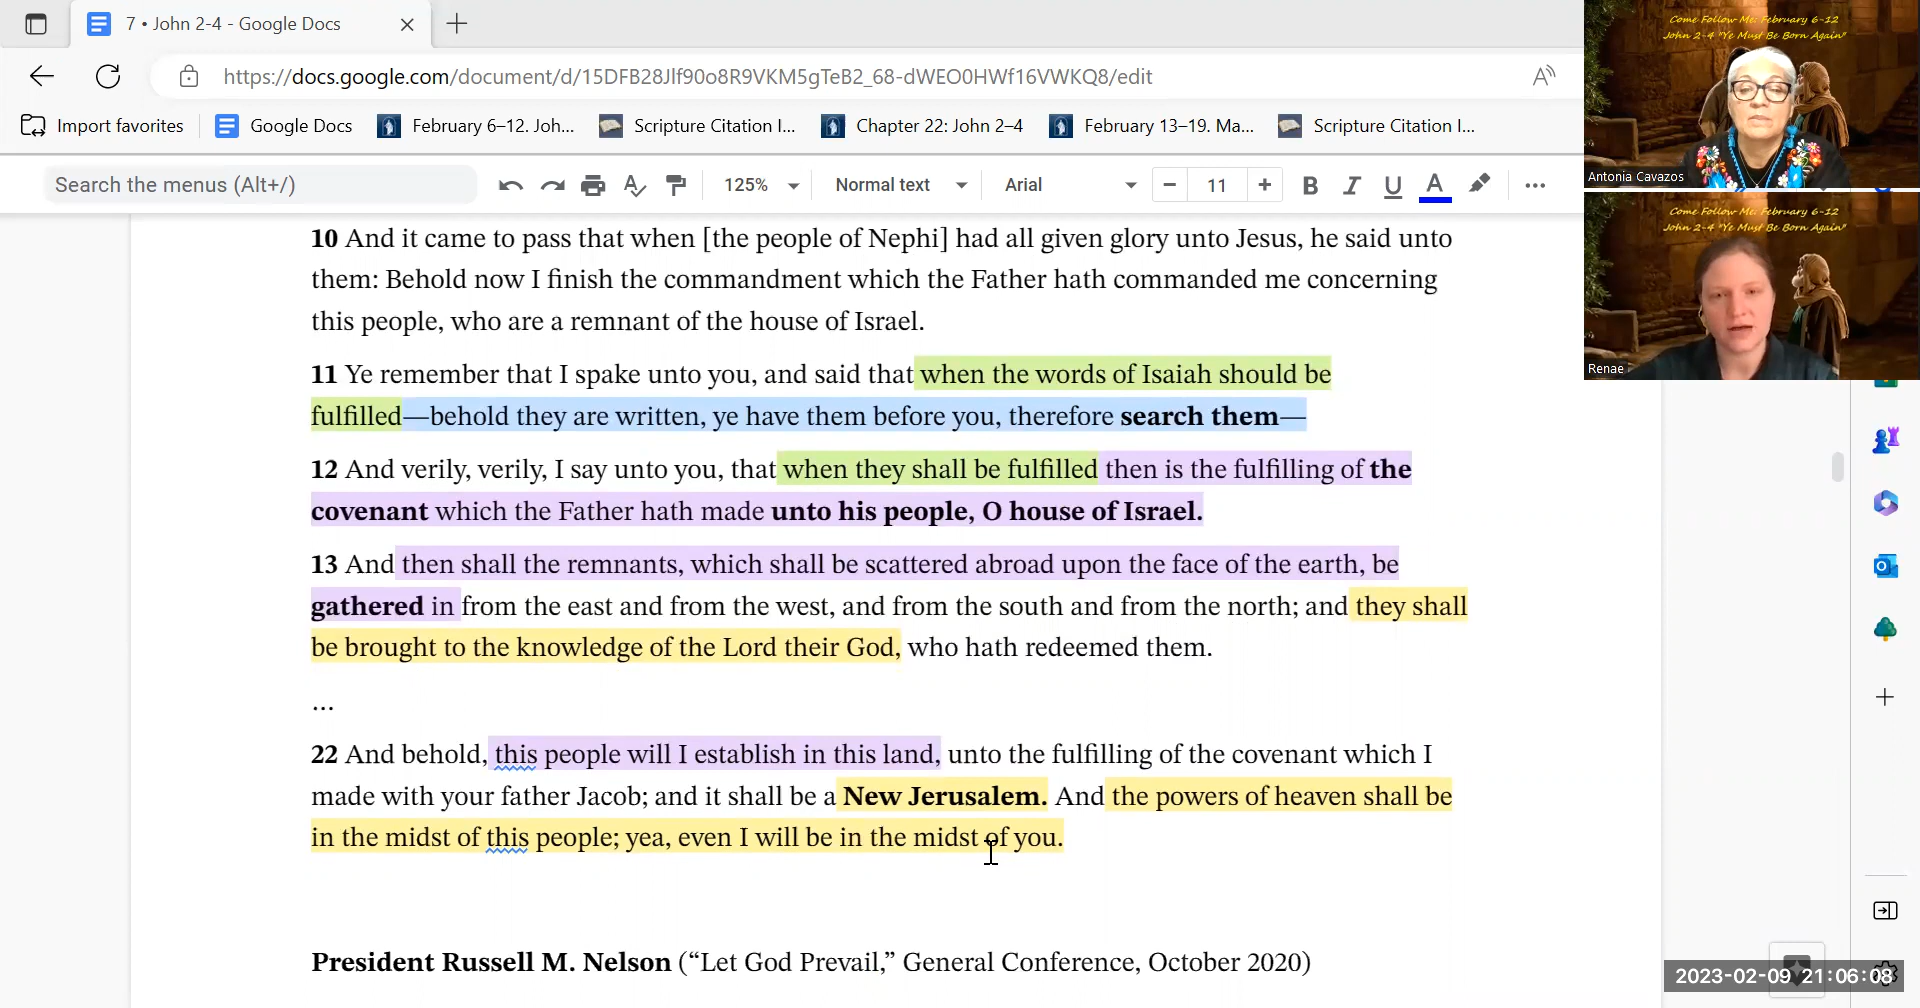 7 • John 2-4 - Google Docs
https://docs.google.com/document/d/15DFB28Jlf90o8R9VKM5gTeB2_68-dWEO0HWf16VWKQ8/edit
Import favorites
Google Docs
February 6–12. Joh...
Scripture Citation I...
Chapter 22: John 2–4
February 13–19. Ma...
Scripture Citation I...
Search the menus (Alt+/)
125%
Normal text
Arial
11
10 And it came to pass that when [the people of Nephi] had all given glory unto Jesus, he said unto
them: Behold now I finish the commandment which the Father hath commanded me concerning
this people, who are a remnant of the house of Israel.
11 Ye remember that I spake unto you, and said that when the words of Isaiah should be
fulfilled—behold they are written, ye have them before you, therefore search them—
12 And verily, verily, I say unto you, that when they shall be fulfilled then is the fulfilling of the
covenant which the Father hath made unto his people, O house of Israel.
13 And then shall the remnants, which shall be scattered abroad upon the face of the earth, be
gathered in from the east and from the west, and from the south and from the north; and they shall
be brought to the knowledge of the Lord their God, who hath redeemed them.
...
22 And behold, this people will I establish in this land, unto the fulfilling of the covenant which I
made with your father Jacob; and it shall be a New Jerusalem. And the powers of heaven shall be
in the midst of this people; yea, even I will be in the midst of you.
President Russell M. Nelson (“Let God Prevail,” General Conference, October 2020)
Come Follow Me: February 6-12
John 2-4 "Ye Must Be Born Again"
Antonia Cavazos
Come Follow Me: February 6-12
John 2-4 "Ye Must Be Born Again"
Renae
2023-02-09 21:06:08